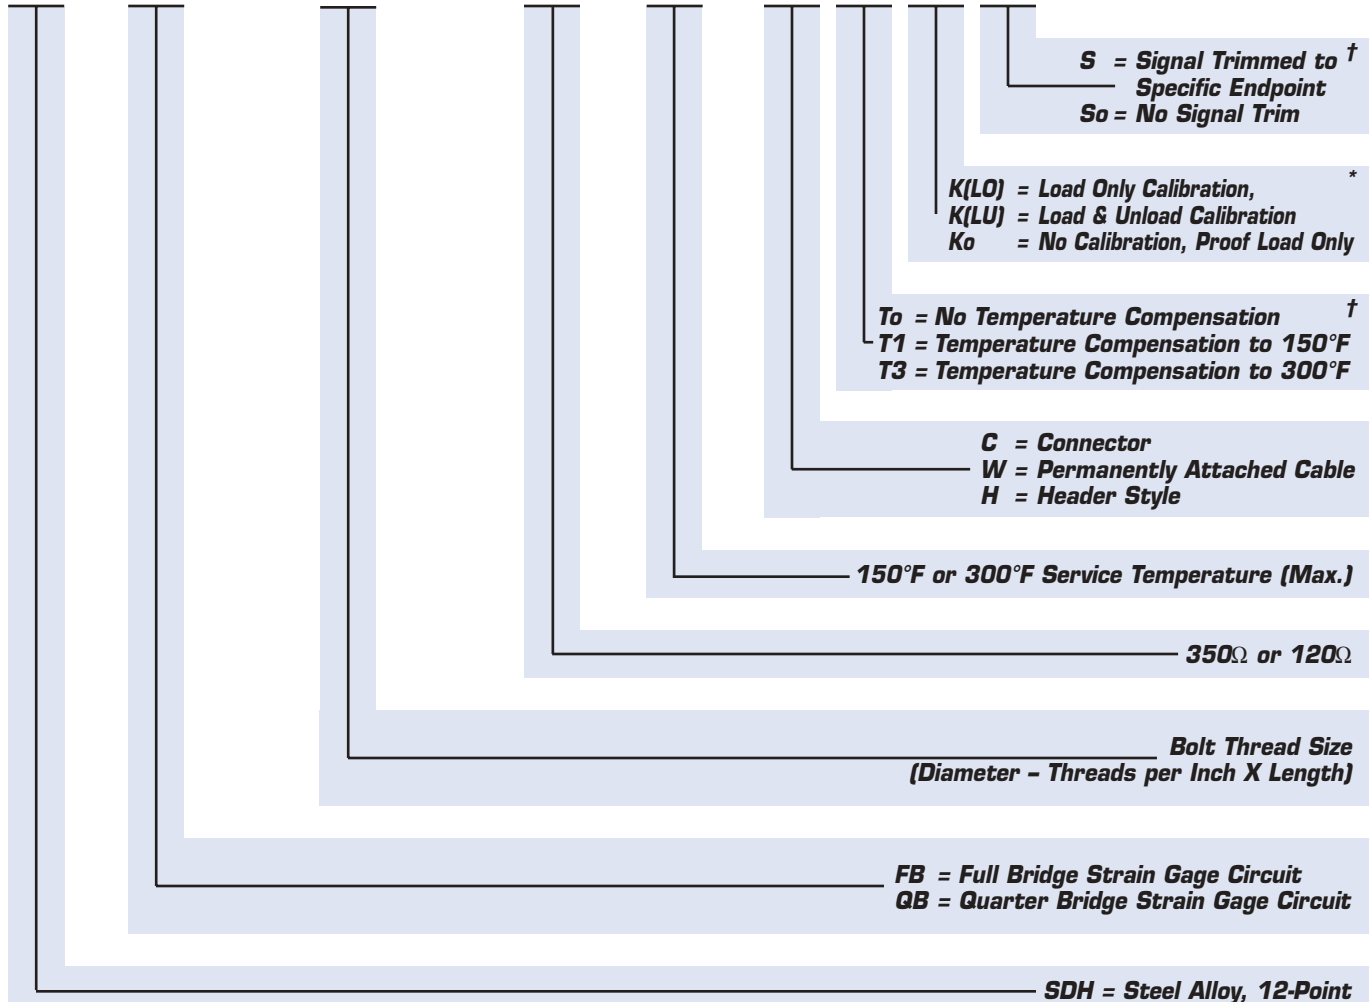 S = Signal Trimmed to †
Specific Endpoint
So = No Signal Trim
K(LO) = Load Only Calibration, *
K(LU) = Load & Unload Calibration
Ko = No Calibration, Proof Load Only
To = No Temperature Compensation †
T1 = Temperature Compensation to 150°F
T3 = Temperature Compensation to 300°F
C = Connector
W = Permanently Attached Cable
H = Header Style
150°F or 300°F Service Temperature (Max.)
350Ω or 120Ω
Bolt Thread Size
(Diameter – Threads per Inch X Length)
FB = Full Bridge Strain Gage Circuit
QB = Quarter Bridge Strain Gage Circuit
SDH = Steel Alloy, 12-Point